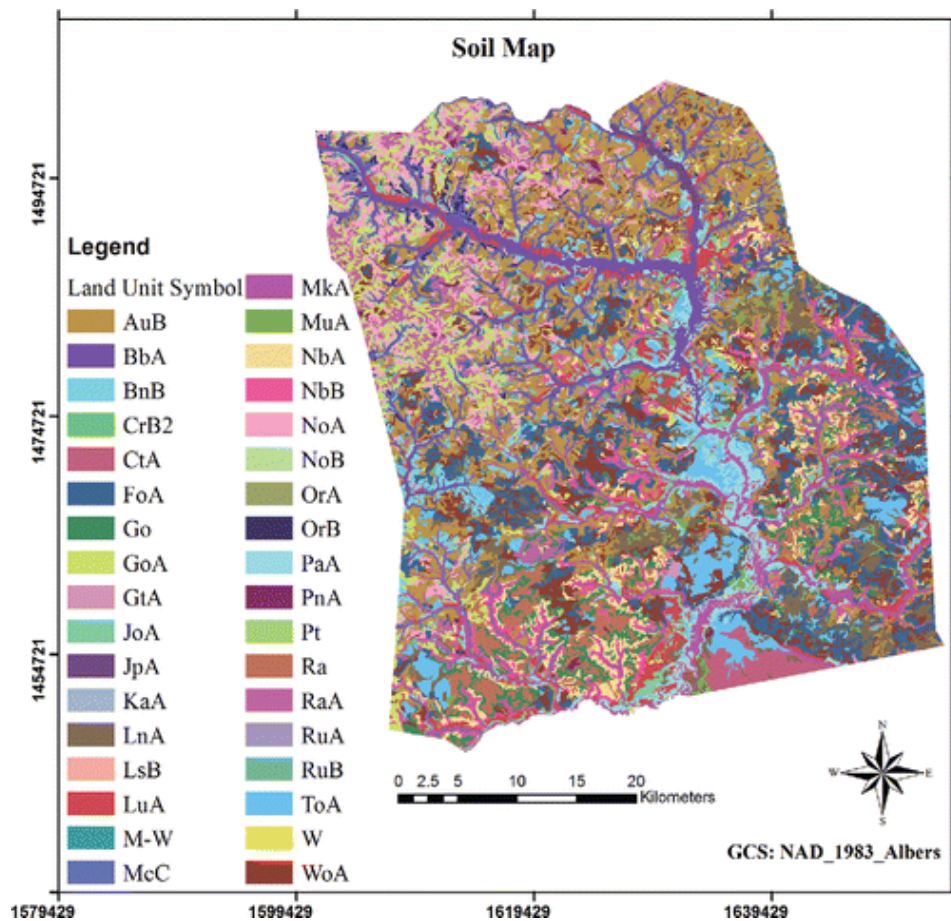 Soil Map
1494721
1474721
1454721
Legend
Land Unit Symbol
AuB
BbA
BnB
CrB2
CtA
FoA
Go
GoA
GtA
JoA
JpA
KaA
LnA
LsB
LuA
M-W
McC
MkA
MuA
NbA
NbB
NoA
NoB
OrA
OrB
PaA
PnA
Pt
Ra
RaA
RuA
RuB
ToA
W
WoA
0 2.5 5 10 15 20
Kilometers
N
W E
S
GCS: NAD_1983_Albers
1579429 1599429 1619429 1639429